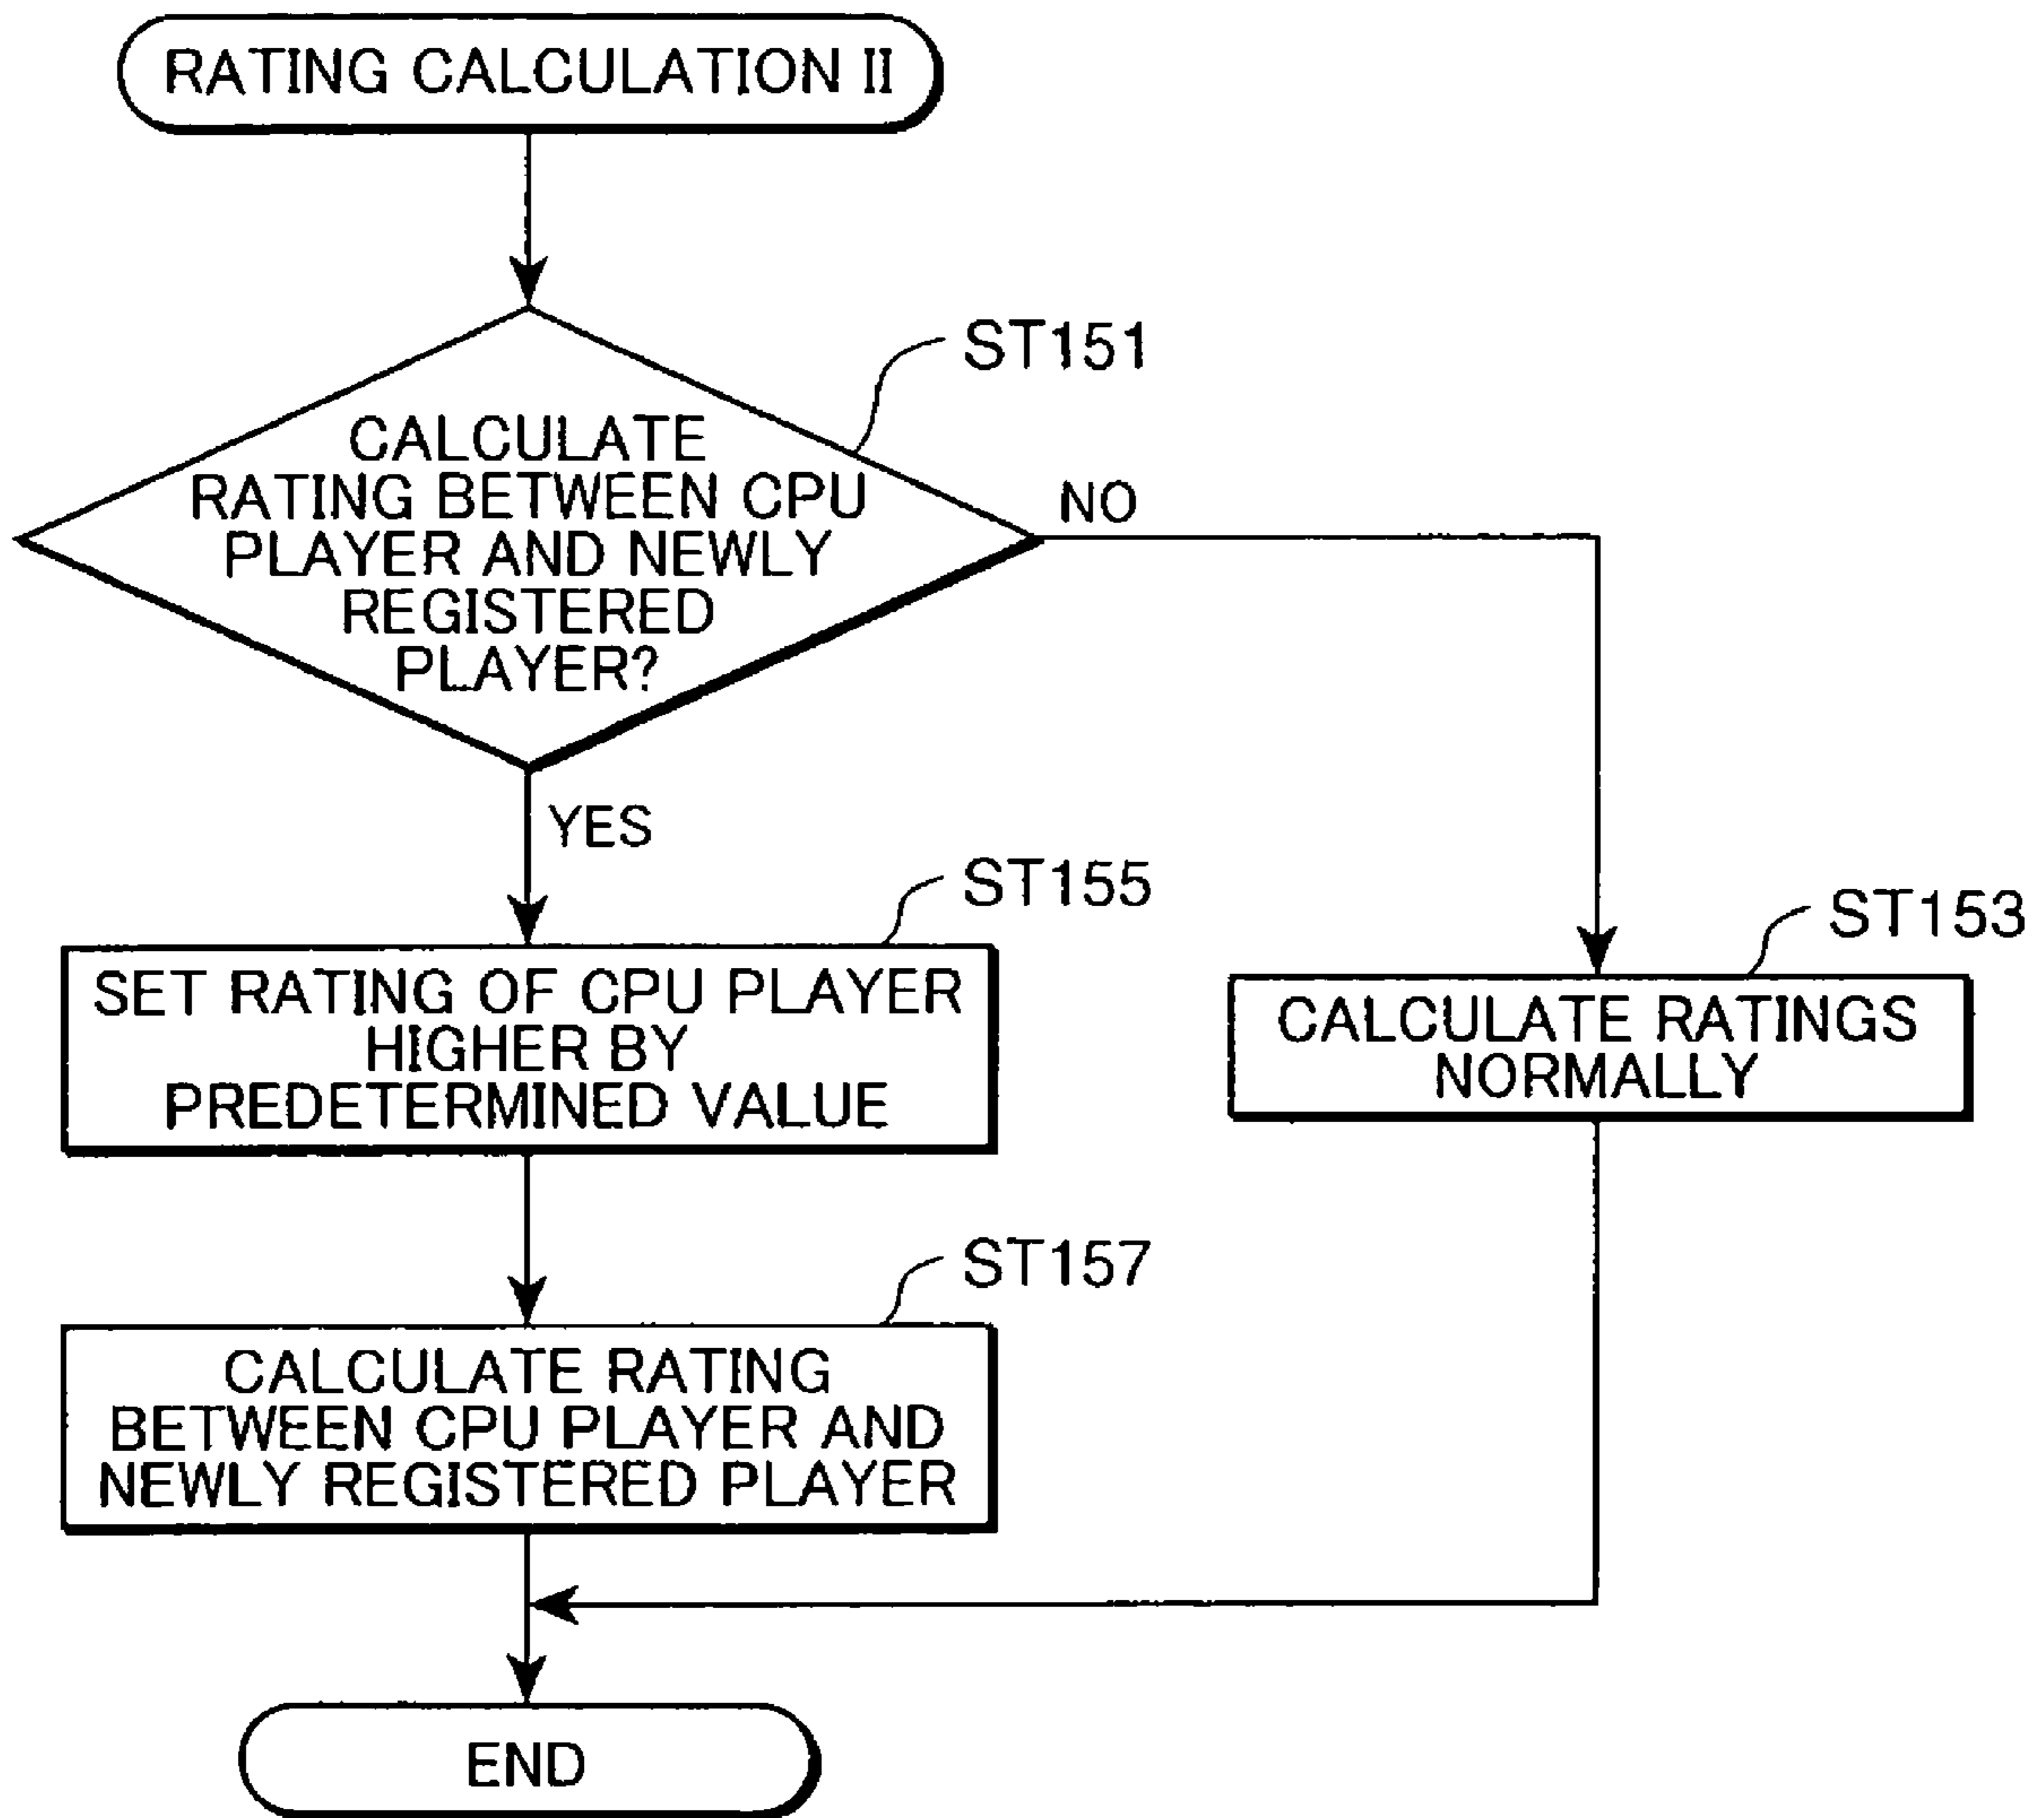 RATING CALCULATION II
ST151
CALCULATE
RATING BETWEEN CPU
PLAYER AND NEWLY
REGISTERED
PLAYER?
NO
YES
ST155
SET RATING OF CPU PLAYER
HIGHER BY
PREDETERMINED VALUE
ST153
CALCULATE RATINGS
NORMALLY
ST157
CALCULATE RATING
BETWEEN CPU PLAYER AND
NEWLY REGISTERED PLAYER
END